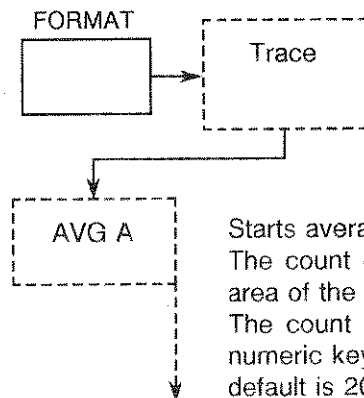 FORMAT
Trace
AVG A
Starts avera
The count
area of the
The count
numeric key
default is 20